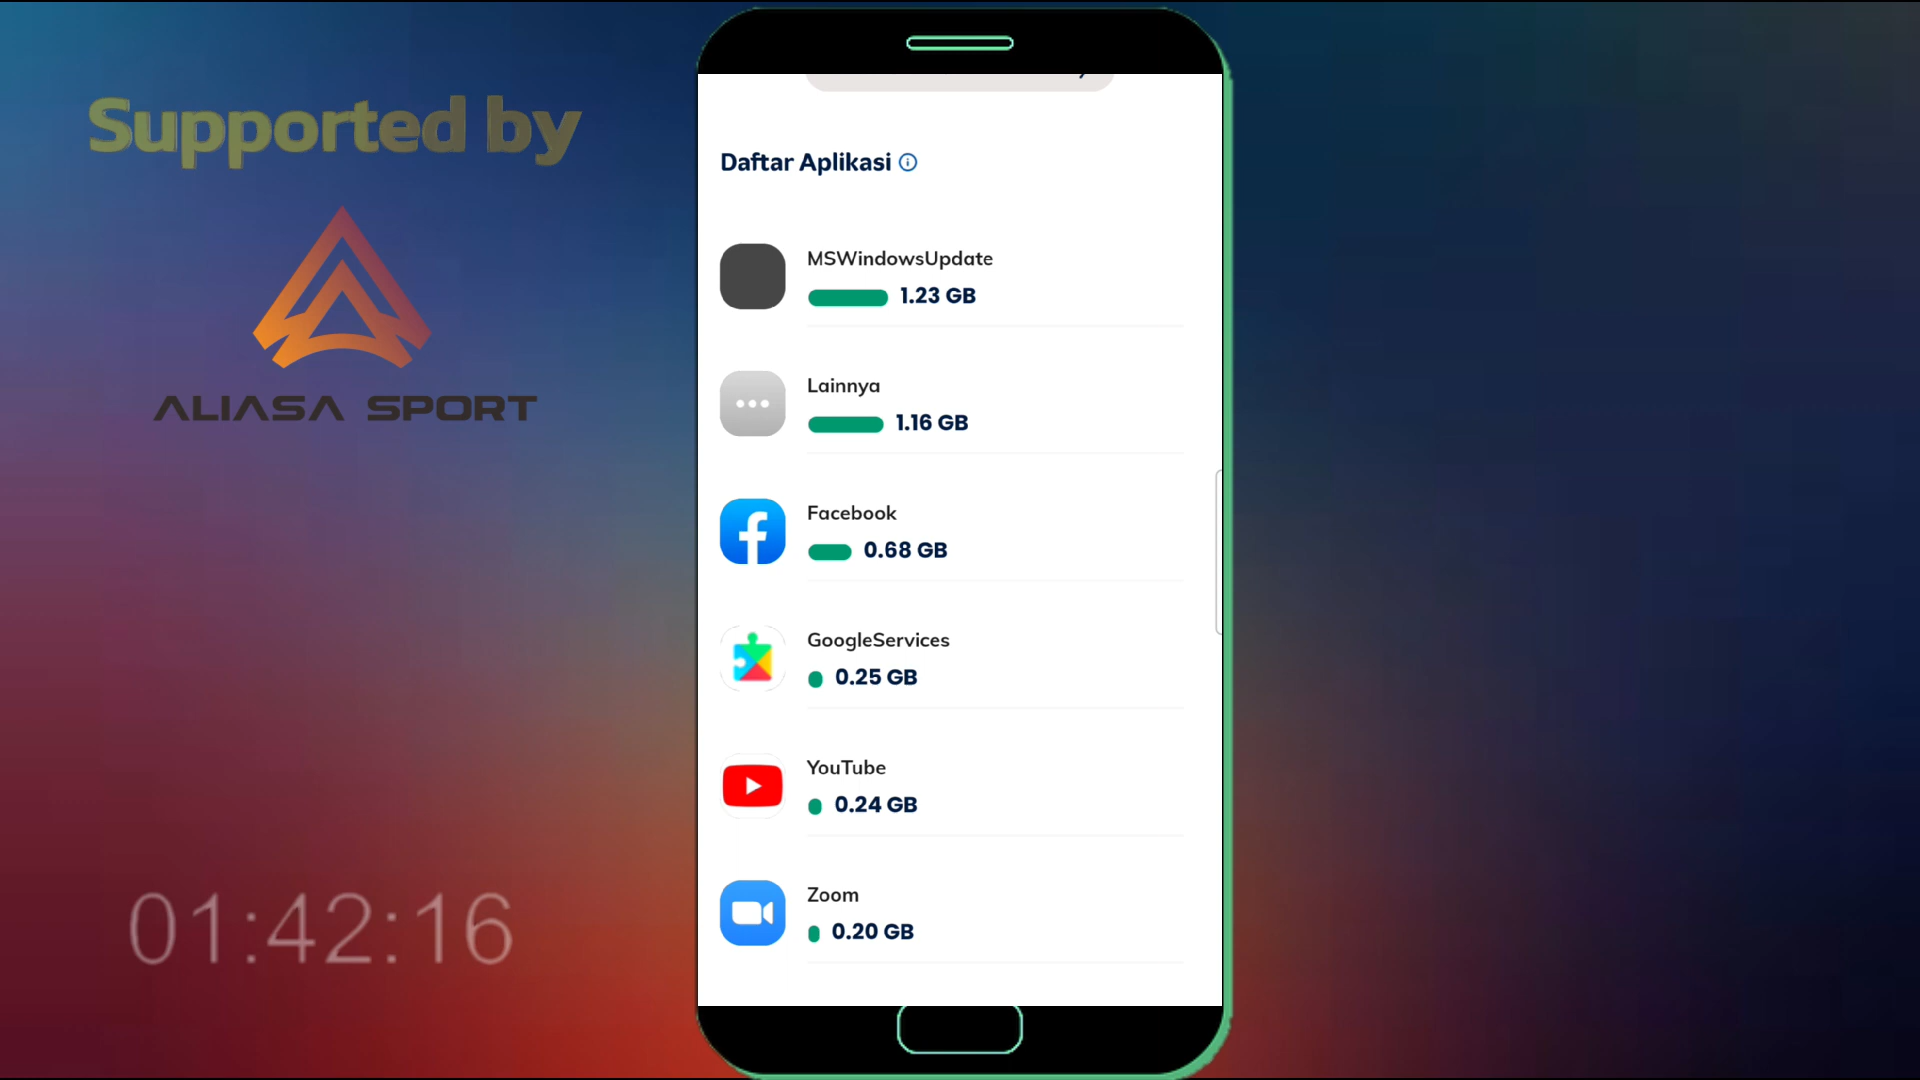 Supported by
ALIASA SPORT
01:42:16
Daftar Aplikasi
MSWindowsUpdate
1.23 GB
Lainnya
1.16 GB
Facebook
0.68 GB
GoogleServices
0.25 GB
YouTube
0.24 GB
Zoom
0.20 GB